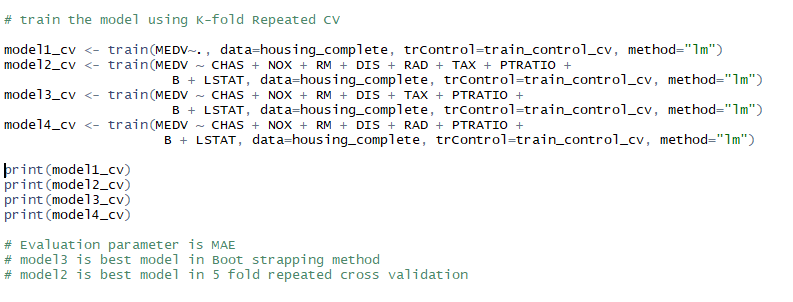 # train the model using K-fold Repeated CV
model1_cv <- train(MEDV~., data=housing_complete, trControl=train_control_cv, method="lm")
model2_cv <- train(MEDV ~ CHAS + NOX + RM + DIS + RAD + TAX + PTRATIO +
B + LSTAT, data=housing_complete, trControl=train_control_cv, method="lm")
model3_cv <- train(MEDV ~ CHAS + NOX + RM + DIS + TAX + PTRATIO +
B + LSTAT, data=housing_complete, trControl=train_control_cv, method="lm")
model4_cv <- train(MEDV ~ CHAS + NOX + RM + DIS + RAD + PTRATIO +
B + LSTAT, data=housing_complete, trControl=train_control_cv, method="lm")
print(model1_cv)
print(model2_cv)
print(model3_cv)
print(model4_cv)
# Evaluation parameter is MAE
# model3 is best model in Boot strapping method
# model2 is best model in 5 fold repeated cross validation